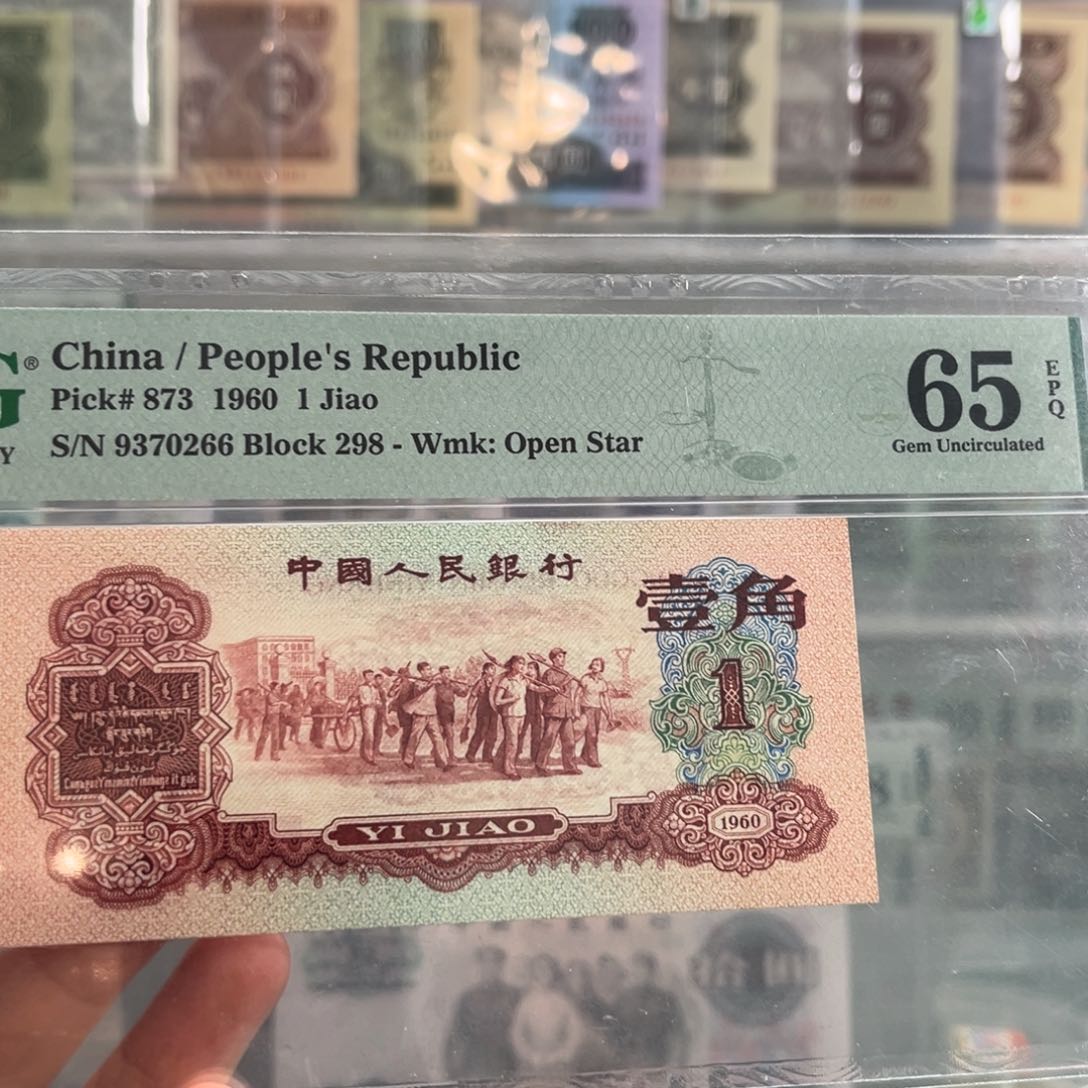 G®
Y
China / People's Republic
Pick# 873 1960 1 Jiao
S/N 9370266 Block 298 - Wmk: Open Star
65
EPQ
Gem Uncirculated
中國人民銀行
壹角
1
YI JIAO
1960